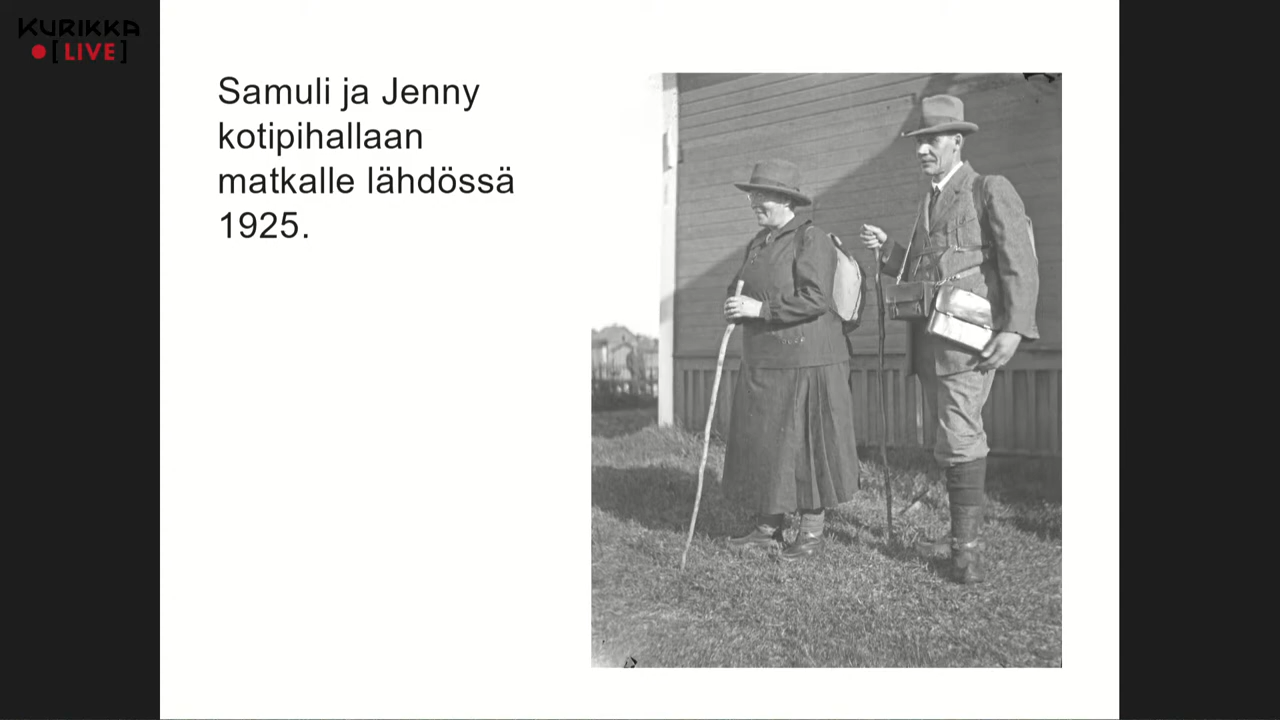 KURIKKA
[LIVE]
Samuli ja Jenny
kotipihallaan
matkalle lähdössä
1925.